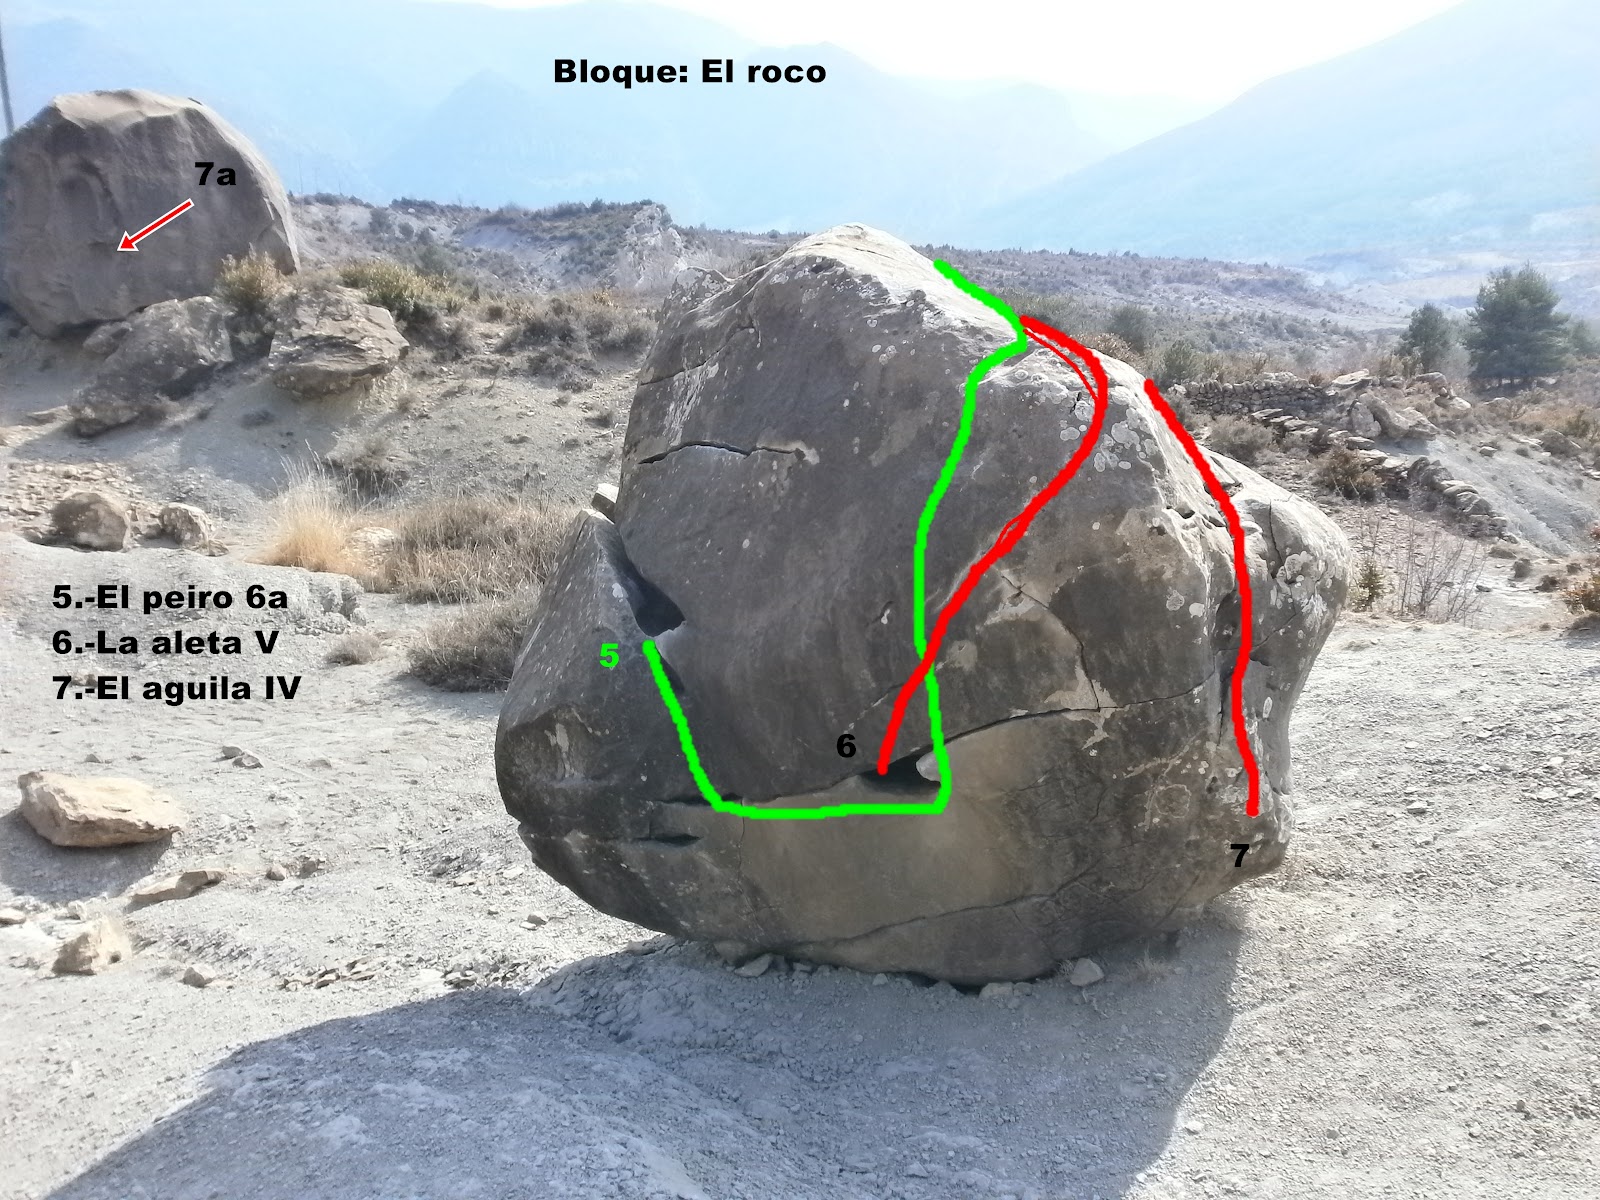 Bloque: El roco
7a
5.-El peiro 6a
6.-La aleta V
7.-El aguila IV
5
6
7